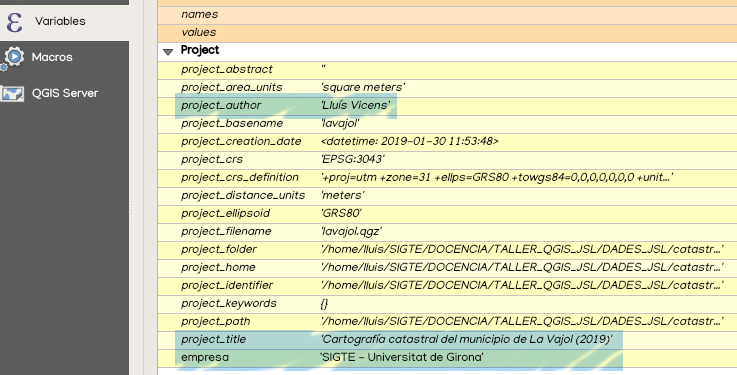 Variables
Macros
QGIS Server
names
values
Project
project_abstract ''
project_area_units 'square meters'
project_author 'Lluís Vicens'
project_basename 'lavajol'
project_creation_date <datetime: 2019-01-30 11:53:48>
project_crs 'EPSG:3043'
project_crs_definition '+proj=utm +zone=31 +ellps=GRS80 +towgs84=0,0,0,0,0,0,0 +unit...'
project_distance_units 'meters'
project_ellipsoid 'GRS80'
project_filename 'lavajol.qgz'
project_folder '/home/lluis/SIGTE/DOCENCIA/TALLER_QGIS_JSL/DADES_JSL/catastr...'
project_home '/home/lluis/SIGTE/DOCENCIA/TALLER_QGIS_JSL/DADES_JSL/catastr...'
project_identifier '/home/lluis/SIGTE/DOCENCIA/TALLER_QGIS_JSL/DADES_JSL/catastr...'
project_keywords {}
project_path '/home/lluis/SIGTE/DOCENCIA/TALLER_QGIS_JSL/DADES_JSL/catastr...'
project_title 'Cartografía catastral del municipio de La Vajol (2019)'
empresa 'SIGTE - Universitat de Girona'